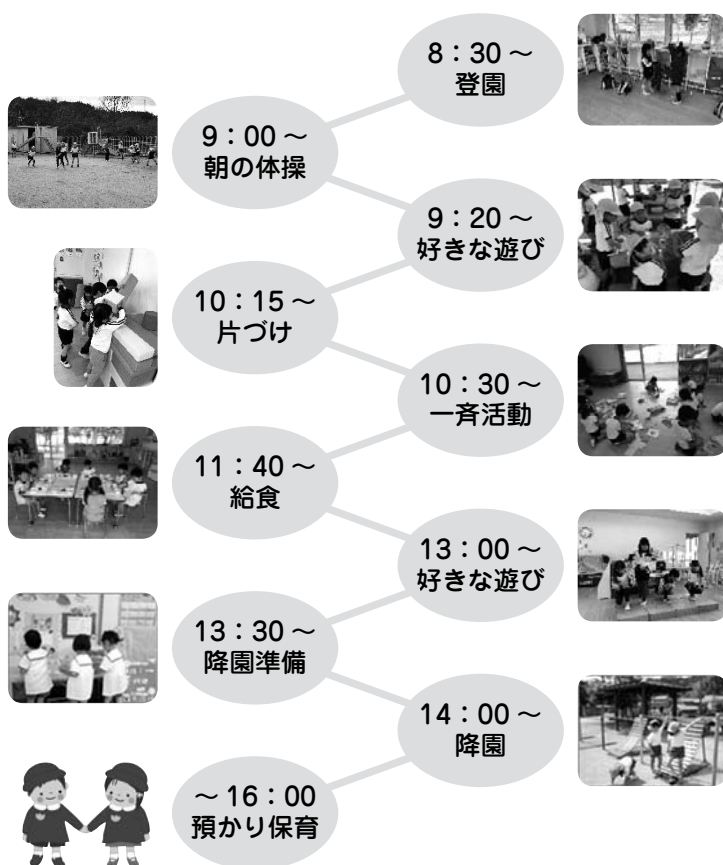 8：30～
登園
9：00～
朝の体操
9：20～
好きな遊び
10：15～
片づけ
10：30～
一斉活動
11：40～
給食
13：00～
好きな遊び
13：30～
降園準備
14：00～
降園
～16：00
預かり保育